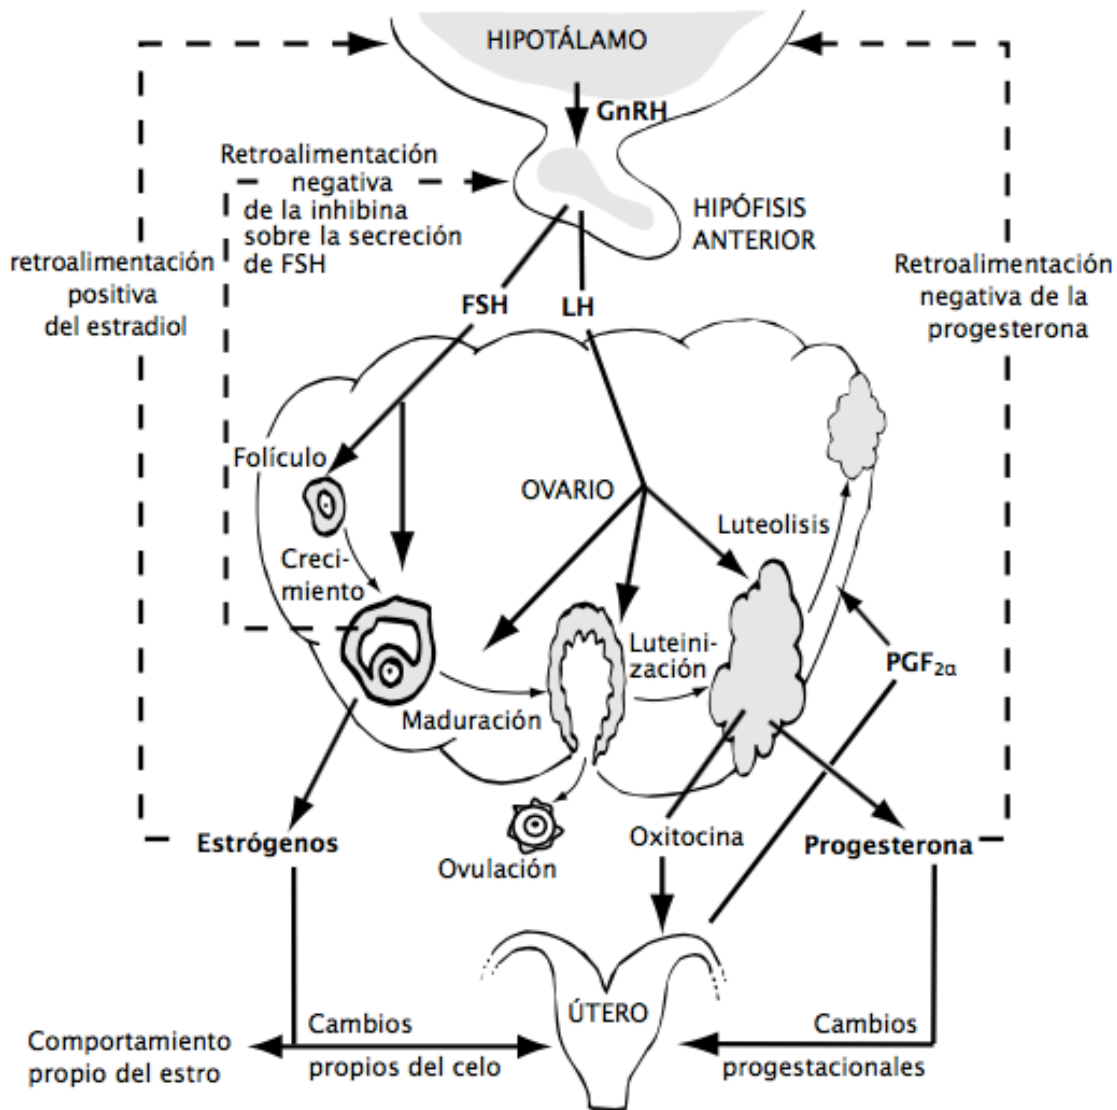 HIPOTÁLAMO
GnRH
Retroalimentación
negativa
de la inhibina
sobre la secreción
de FSH
HIPÓFISIS
ANTERIOR
retroalimentación
positiva
del estradiol
Retroalimentación
negativa de la
progesterona
FSH
LH
Folículo
OVARIO
Luteolisis
Creci-
miento
Luteini-
zación
PGF2α
Maduración
Estrógenos
Oxitocina
Progesterona
Ovulación
ÚTERO
Comportamiento
propio del estro
Cambios
propios del celo
Cambios
progestacionales